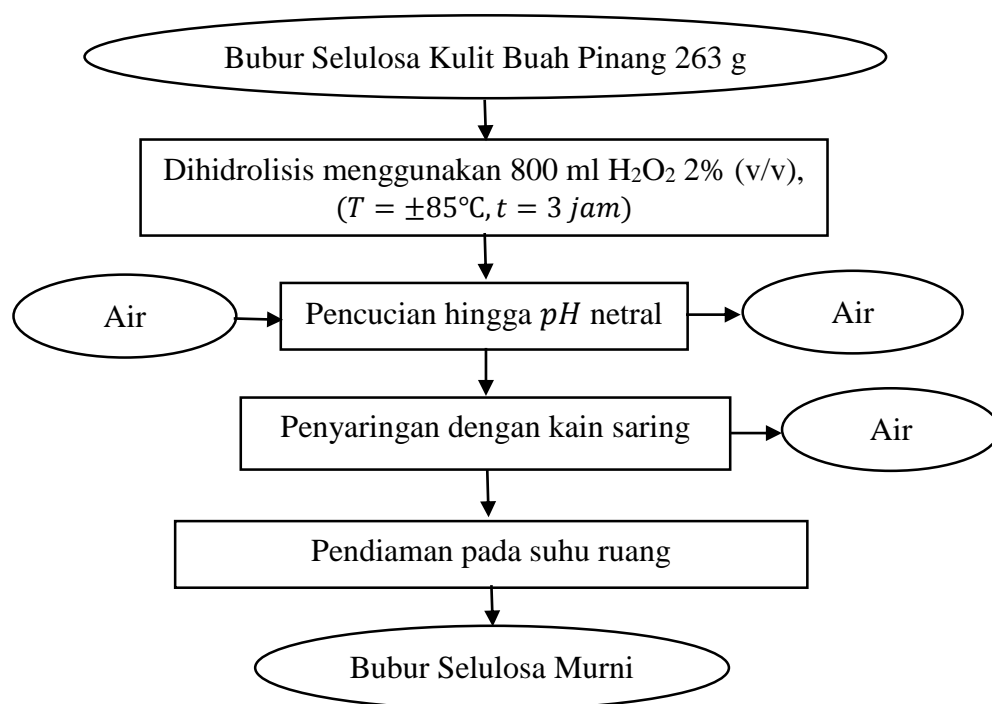 Bubur Selulosa Kulit Buah Pinang 263 g
Dihidrolisis menggunakan 800 ml H₂O₂ 2% (v/v),
(T = ±85℃, t = 3 jam)
Air
Pencucian hingga pH netral
Air
Penyaringan dengan kain saring
Air
Pendiaman pada suhu ruang
Bubur Selulosa Murni